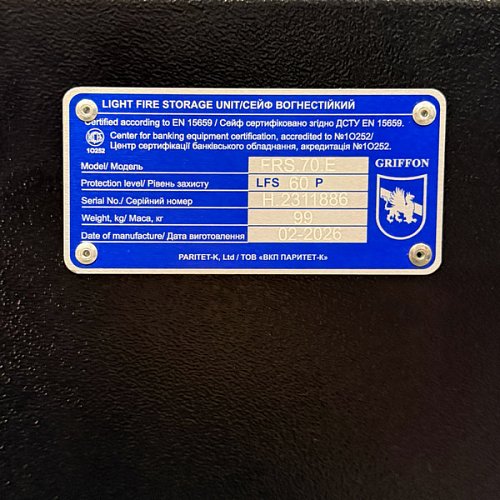 LIGHT FIRE STORAGE UNIT/СЕЙФ ВОГНЕСТІЙКИЙ
Certified according to EN 15659 / Сейф сертифіковано згідно ДСТУ EN 15659.
Center for banking equipment certification, accredited to №1O252/
Центр сертифікації банківського обладнання, акредитація №1O252.
1O252
Model/ Модель FRS.70.E
GRIFFON
Protection level/ Рівень захисту LFS 60 P
Serial No./ Серійний номер H 2311886
Weight, kg/ Маса, кг 99
Date of manufacture/ Дата виготовлення 02-2026
PARITET-K, Ltd / ТОВ «ВКП ПАРИТЕТ-К»